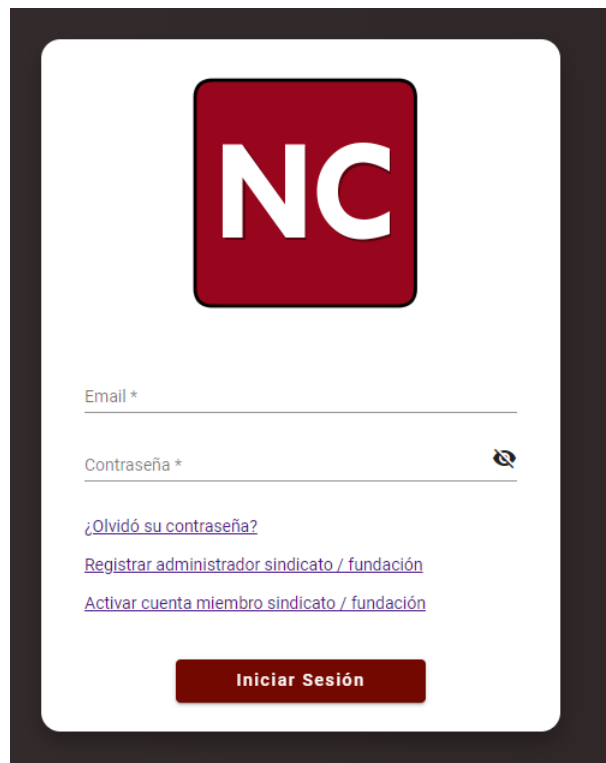 NC
Email *
Contraseña *
¿Olvidó su contraseña?
Registrar administrador sindicato / fundación
Activar cuenta miembro sindicato / fundación
Iniciar Sesión